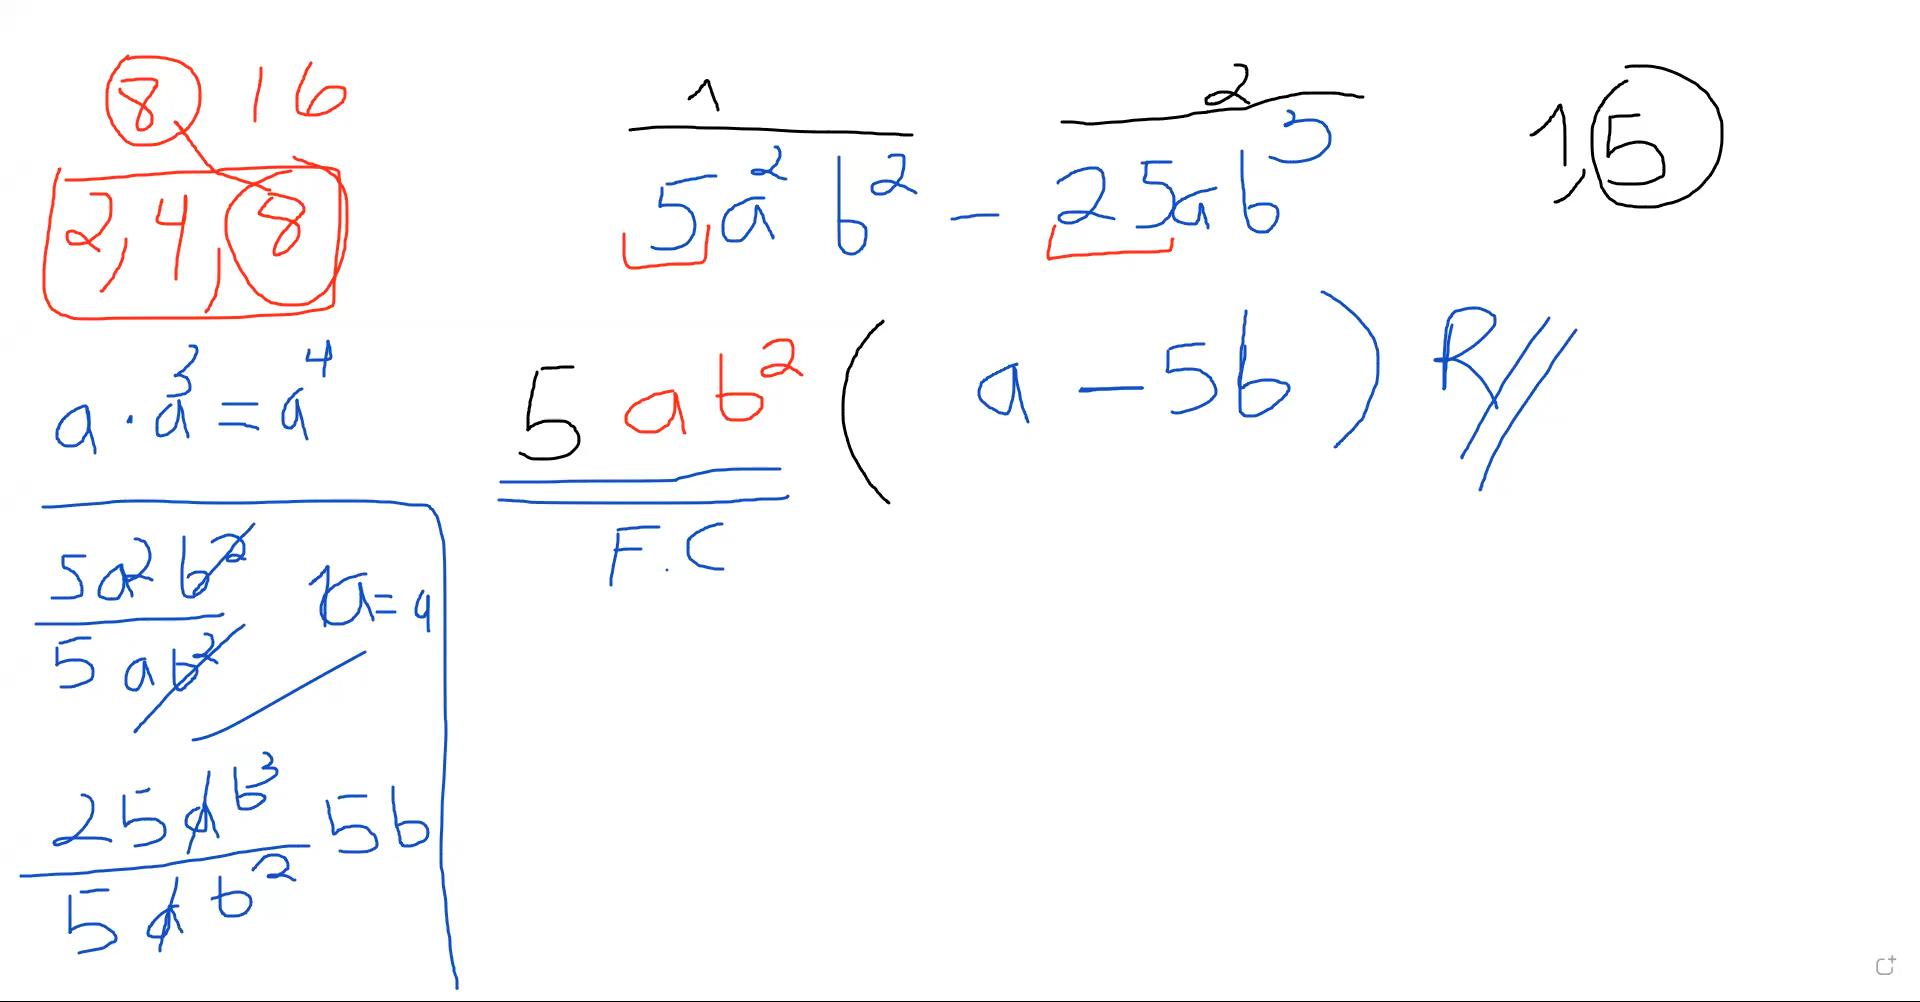 8 16
2, 4, 8
a · a³ = a⁴
5a²b²
5ab²
1a = a
25ab³
5ab²
5b
1 2
5a²b² - 25ab³
5ab² ( a - 5b ) R//
F.C
1, 5